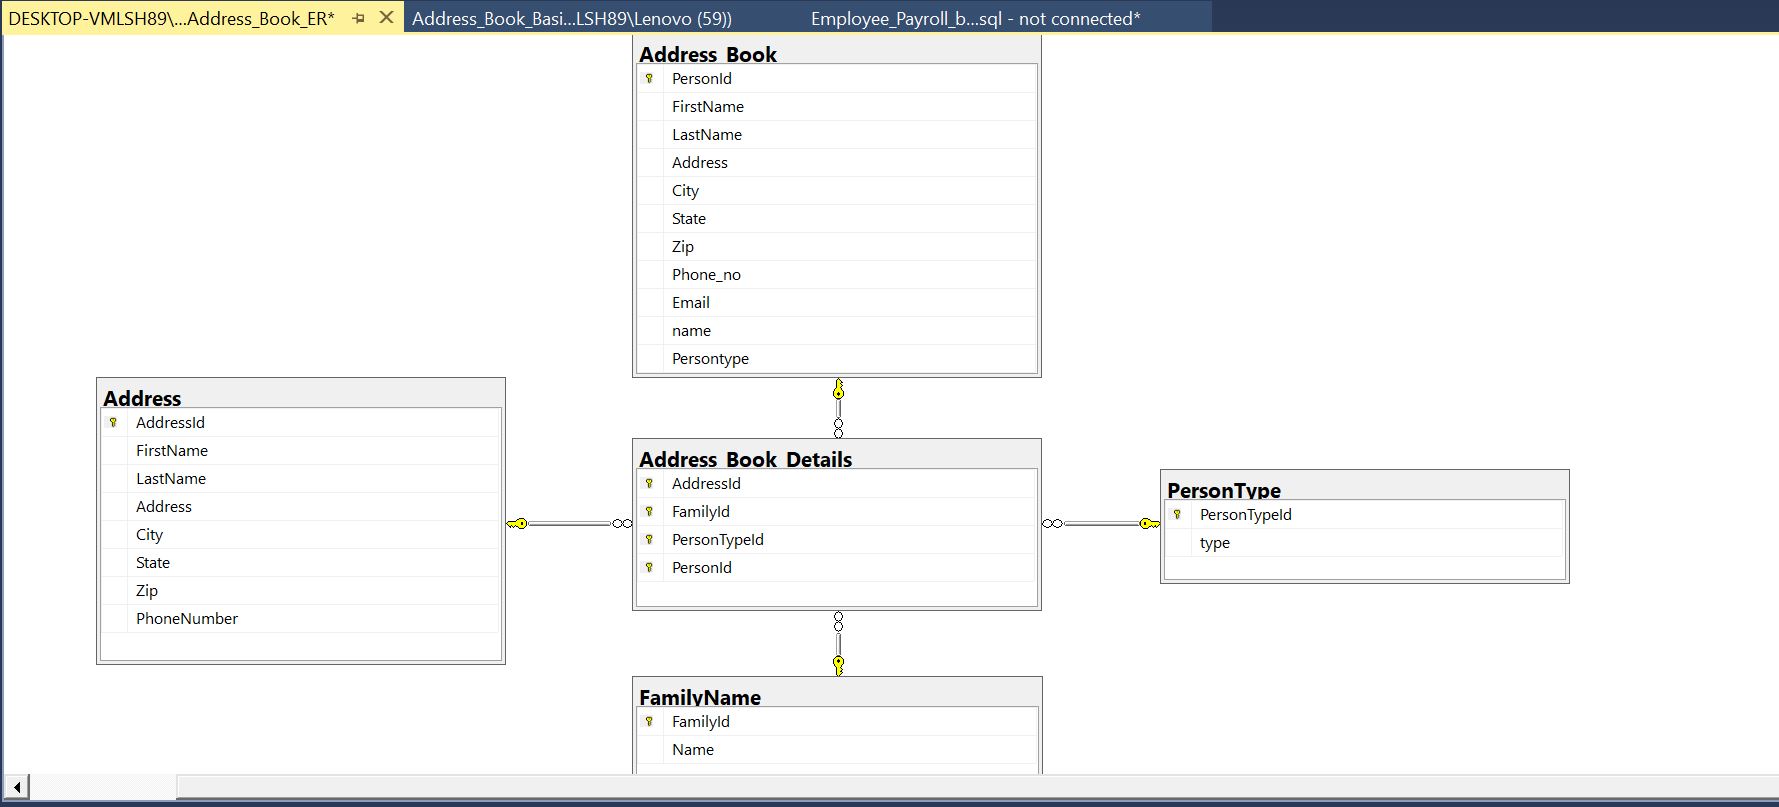 DESKTOP-VMLSH89\...Address_Book_ER* Address_Book_Basi...LSH89\Lenovo (59)) Employee_Payroll_b...sql - not connected*
Address_Book
PersonId
FirstName
LastName
Address
City
State
Zip
Phone_no
Email
name
Persontype
Address
AddressId
FirstName
LastName
Address
City
State
Zip
PhoneNumber
Address_Book_Details
AddressId
FamilyId
PersonTypeId
PersonId
PersonType
PersonTypeId
type
FamilyName
FamilyId
Name